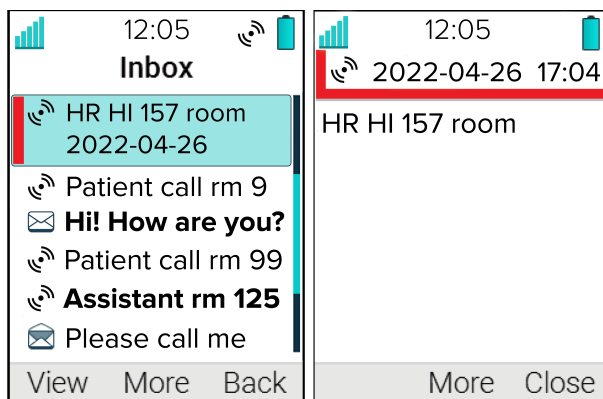 12:05
Inbox
HR HI 157 room
2022-04-26
Patient call rm 9
Hi! How are you?
Patient call rm 99
Assistant rm 125
Please call me
View More Back
12:05
2022-04-26 17:04
HR HI 157 room
More Close